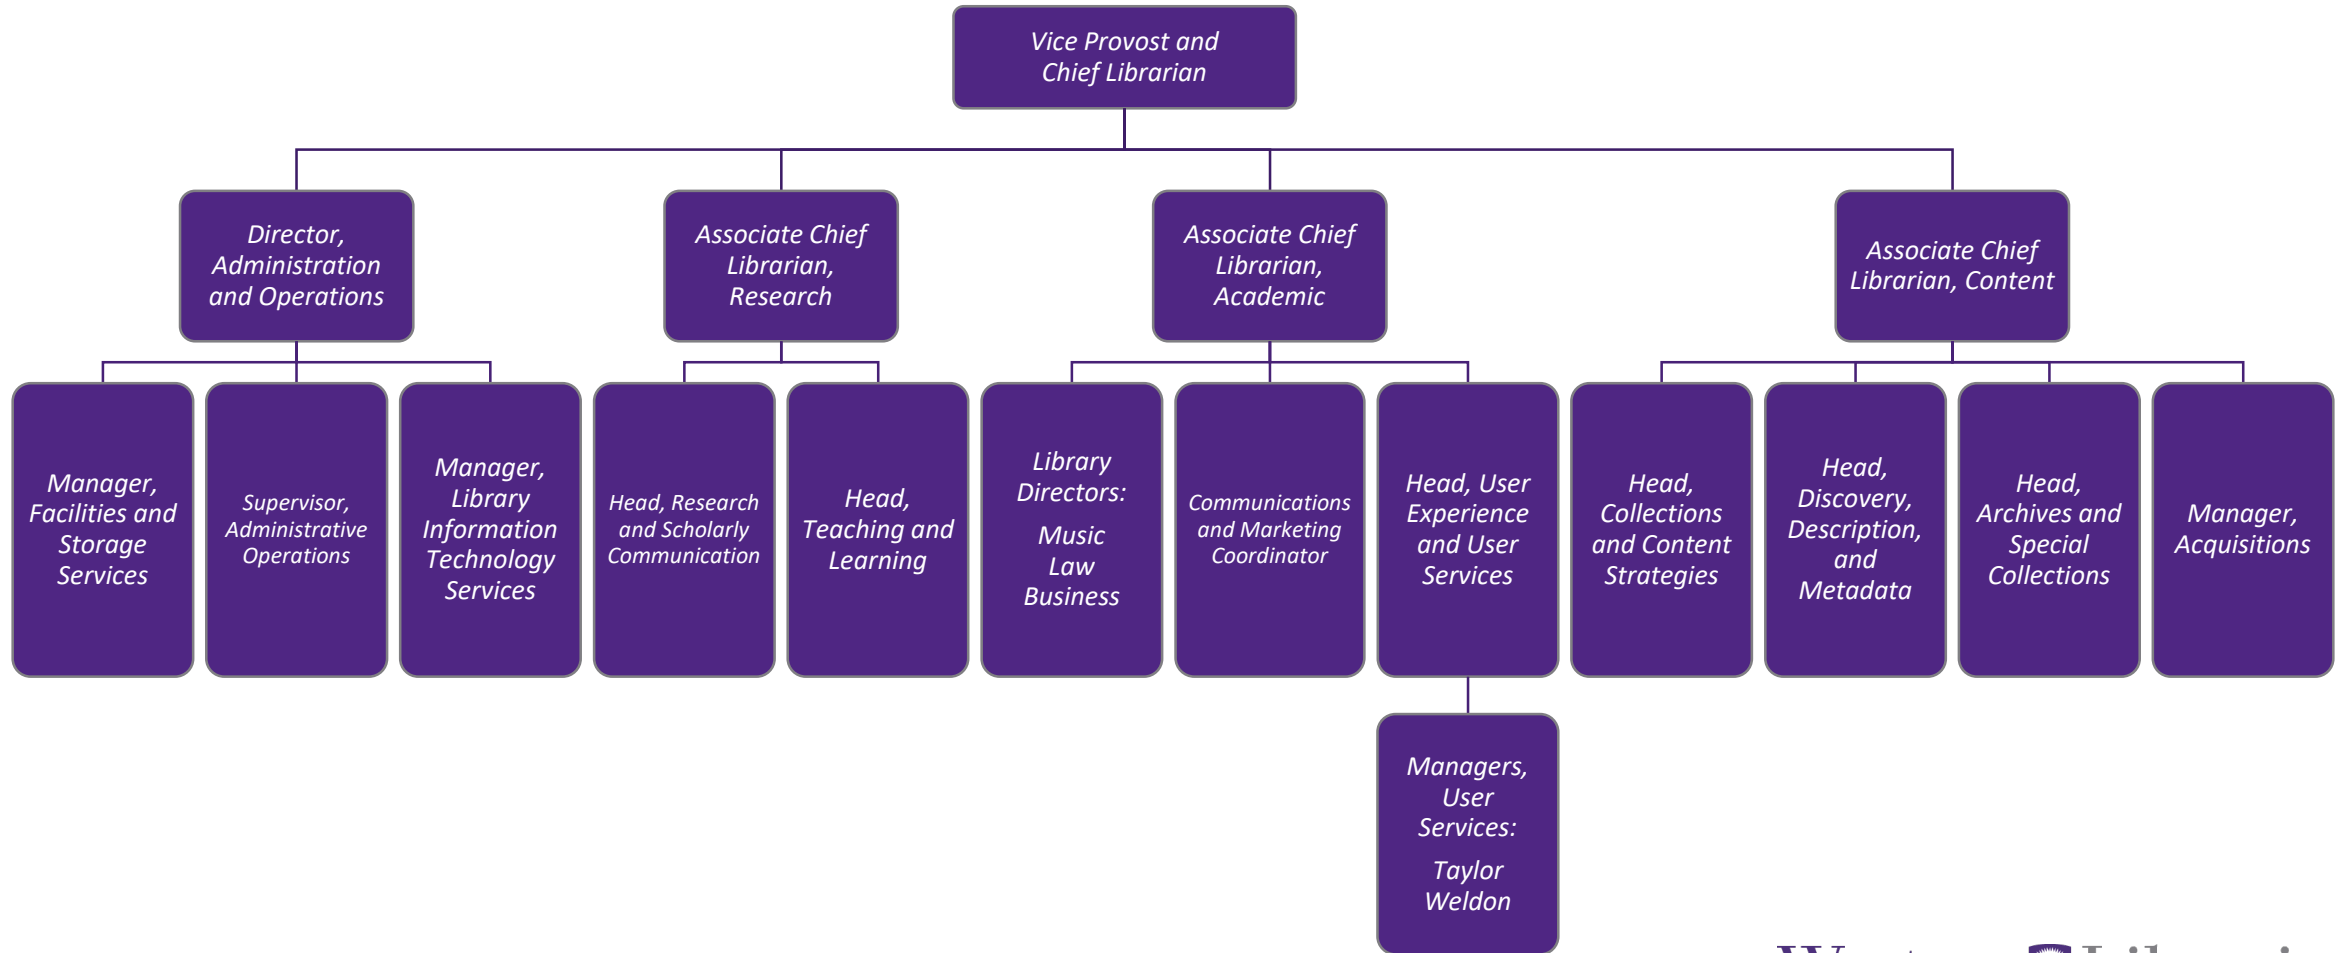 Vice Provost and
Chief Librarian
Director,
Administration
and Operations
Associate Chief
Librarian,
Research
Associate Chief
Librarian,
Academic
Associate Chief
Librarian, Content
Manager,
Facilities and
Storage
Services
Supervisor,
Administrative
Operations
Manager,
Library
Information
Technology
Services
Head, Research
and Scholarly
Communication
Head,
Teaching and
Learning
Library
Directors:
Music
Law
Business
Communications
and Marketing
Coordinator
Head, User
Experience
and User
Services
Head,
Collections
and Content
Strategies
Head,
Discovery,
Description,
and
Metadata
Head,
Archives and
Special
Collections
Manager,
Acquisitions
Managers,
User
Services:
Taylor
Weldon